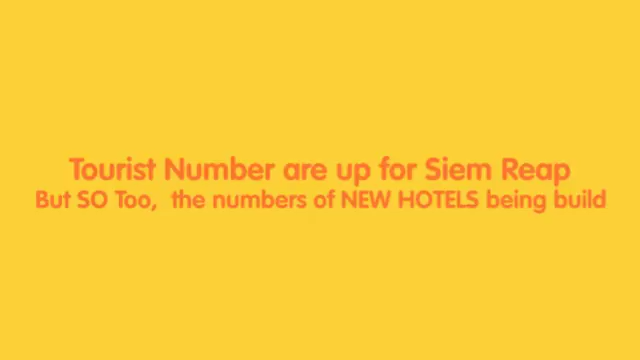 Tourist Number are up for Siem Reap
But SO Too, the numbers of NEW HOTELS being build